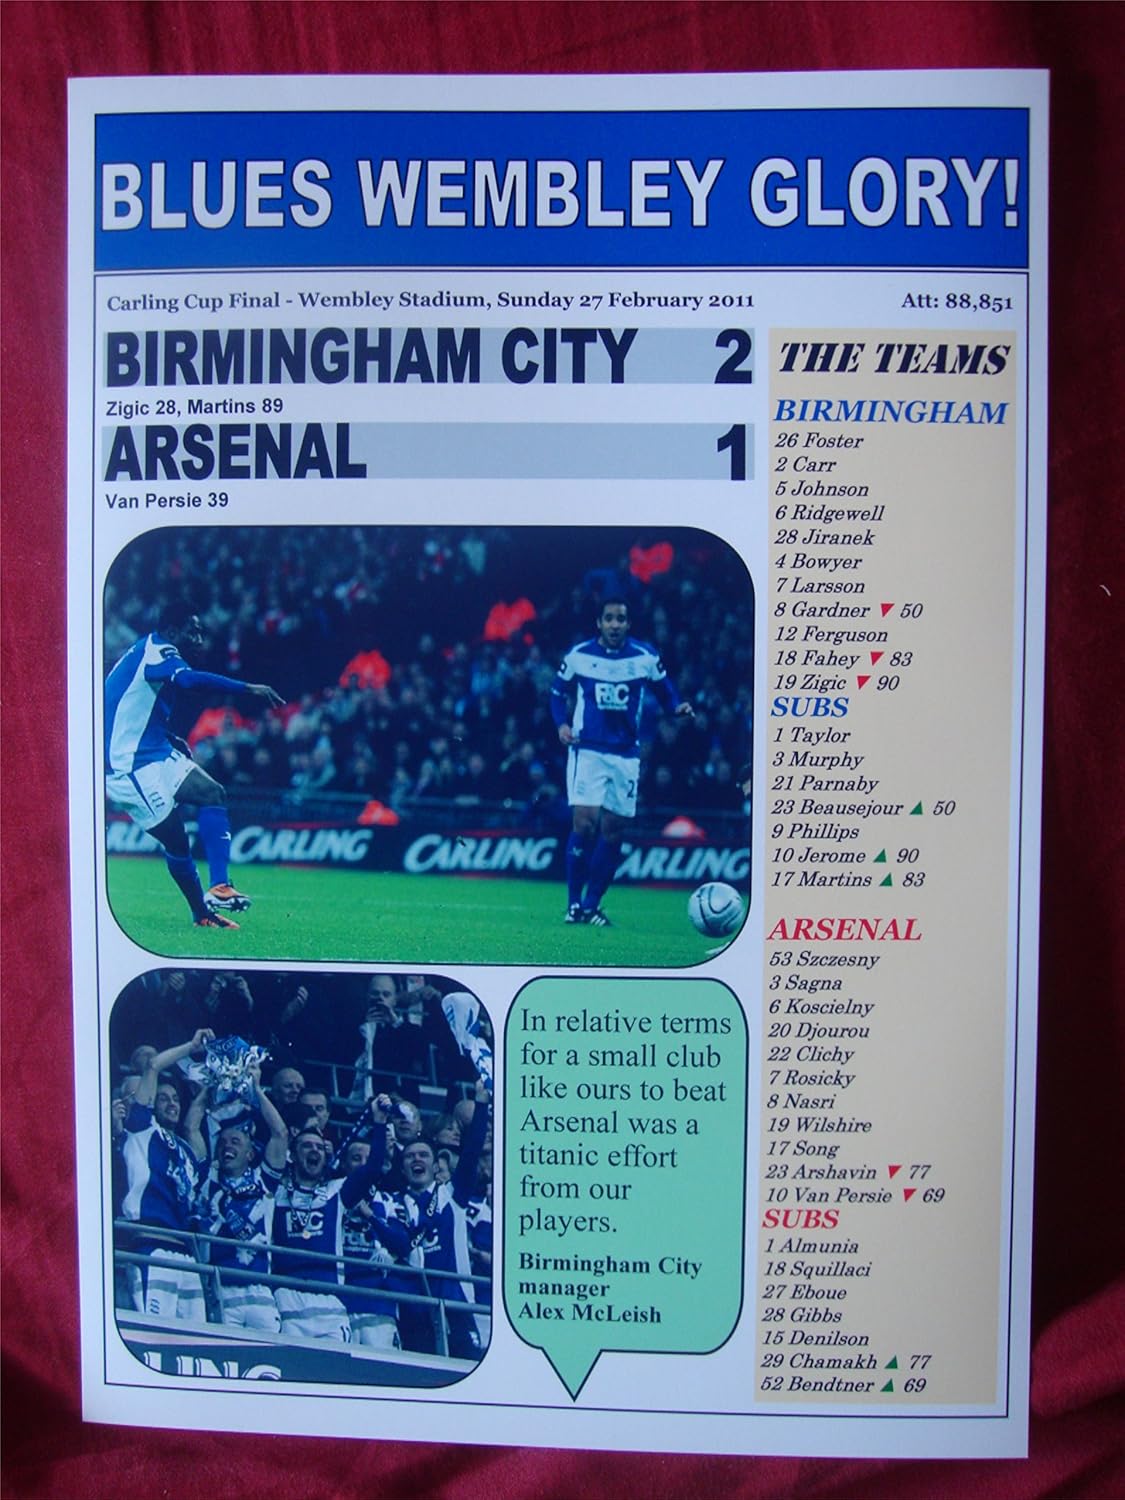 BLUES WEMBLEY GLORY!
Carling Cup Final - Wembley Stadium, Sunday 27 February 2011
Att: 88,851
BIRMINGHAM CITY 2
Zigic 28, Martins 89
ARSENAL 1
Van Persie 39
CARLING CARLING ARLING
F&C
In relative terms
for a small club
like ours to beat
Arsenal was a
titanic effort
from our
players.
Birmingham City
manager
Alex McLeish
THE TEAMS
BIRMINGHAM
26 Foster
2 Carr
5 Johnson
6 Ridgewell
28 Jiranek
4 Bowyer
7 Larsson
8 Gardner ▼ 50
12 Ferguson
18 Fahey ▼ 83
19 Zigic ▼ 90
SUBS
1 Taylor
3 Murphy
21 Parnaby
23 Beausejour ▲ 50
9 Phillips
10 Jerome ▲ 90
17 Martins ▲ 83
ARSENAL
53 Szczesny
3 Sagna
6 Koscielny
20 Djourou
22 Clichy
7 Rosicky
8 Nasri
19 Wilshire
17 Song
23 Arshavin ▼ 77
10 Van Persie ▼ 69
SUBS
1 Almunia
18 Squillaci
27 Eboue
28 Gibbs
15 Denilson
29 Chamakh ▲ 77
52 Bendtner ▲ 69